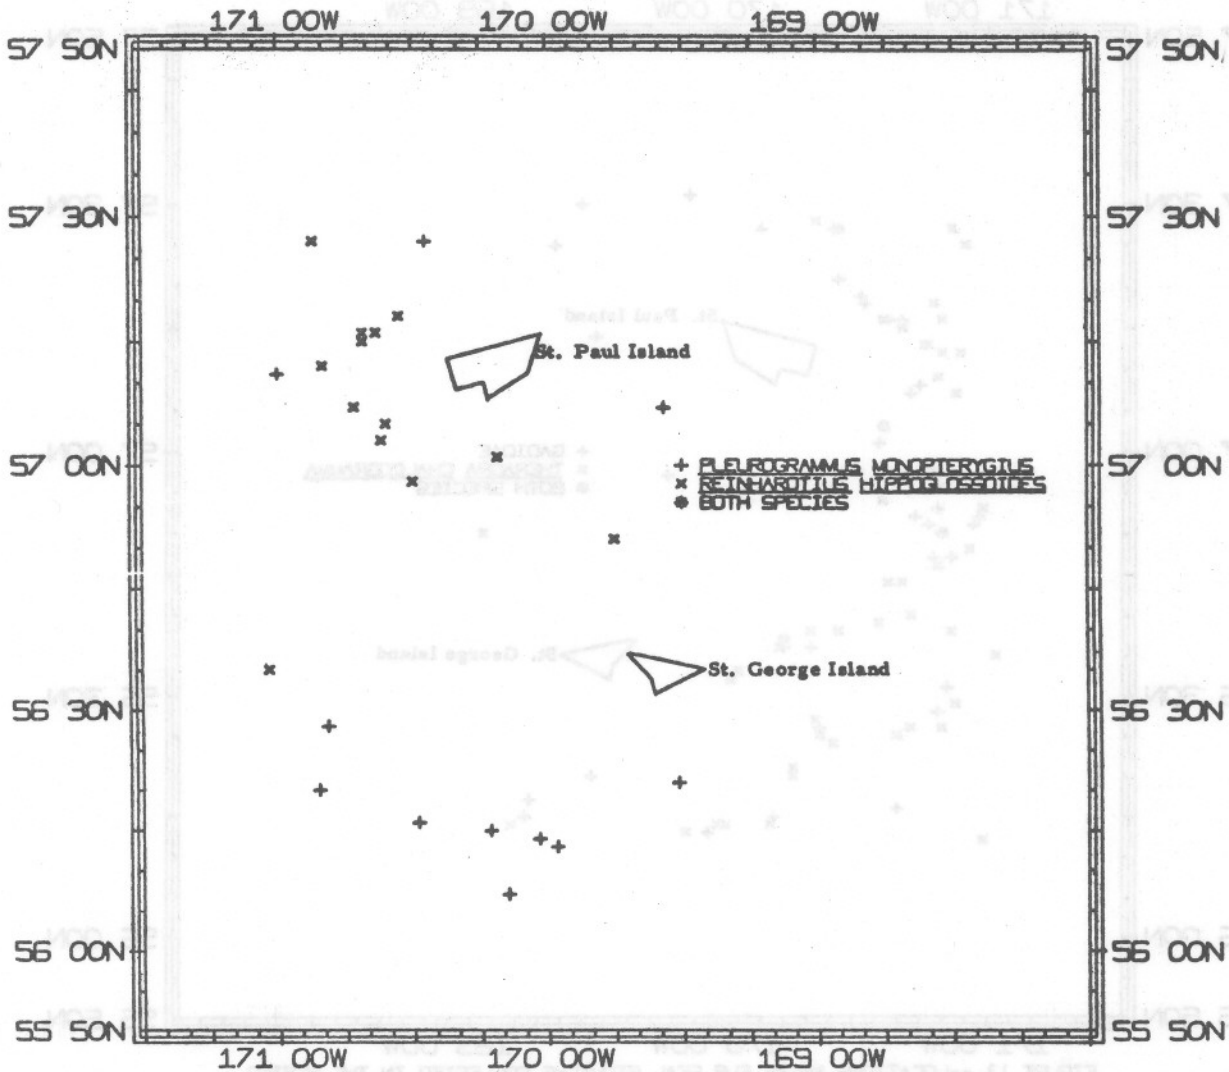 171 00W 170 00W 169 00W
57 50N 57 50N
57 30N 57 30N
St. Paul Island
57 00N 57 00N
+ PLEUROGRAMMUS MONOPTERYGIUS
× REINHAROTIUS HIPPOGLOSSOIDES
✱ BOTH SPECIES
St. George Island
56 30N 56 30N
56 00N 56 00N
55 50N 55 50N
171 00W 170 00W 169 00W